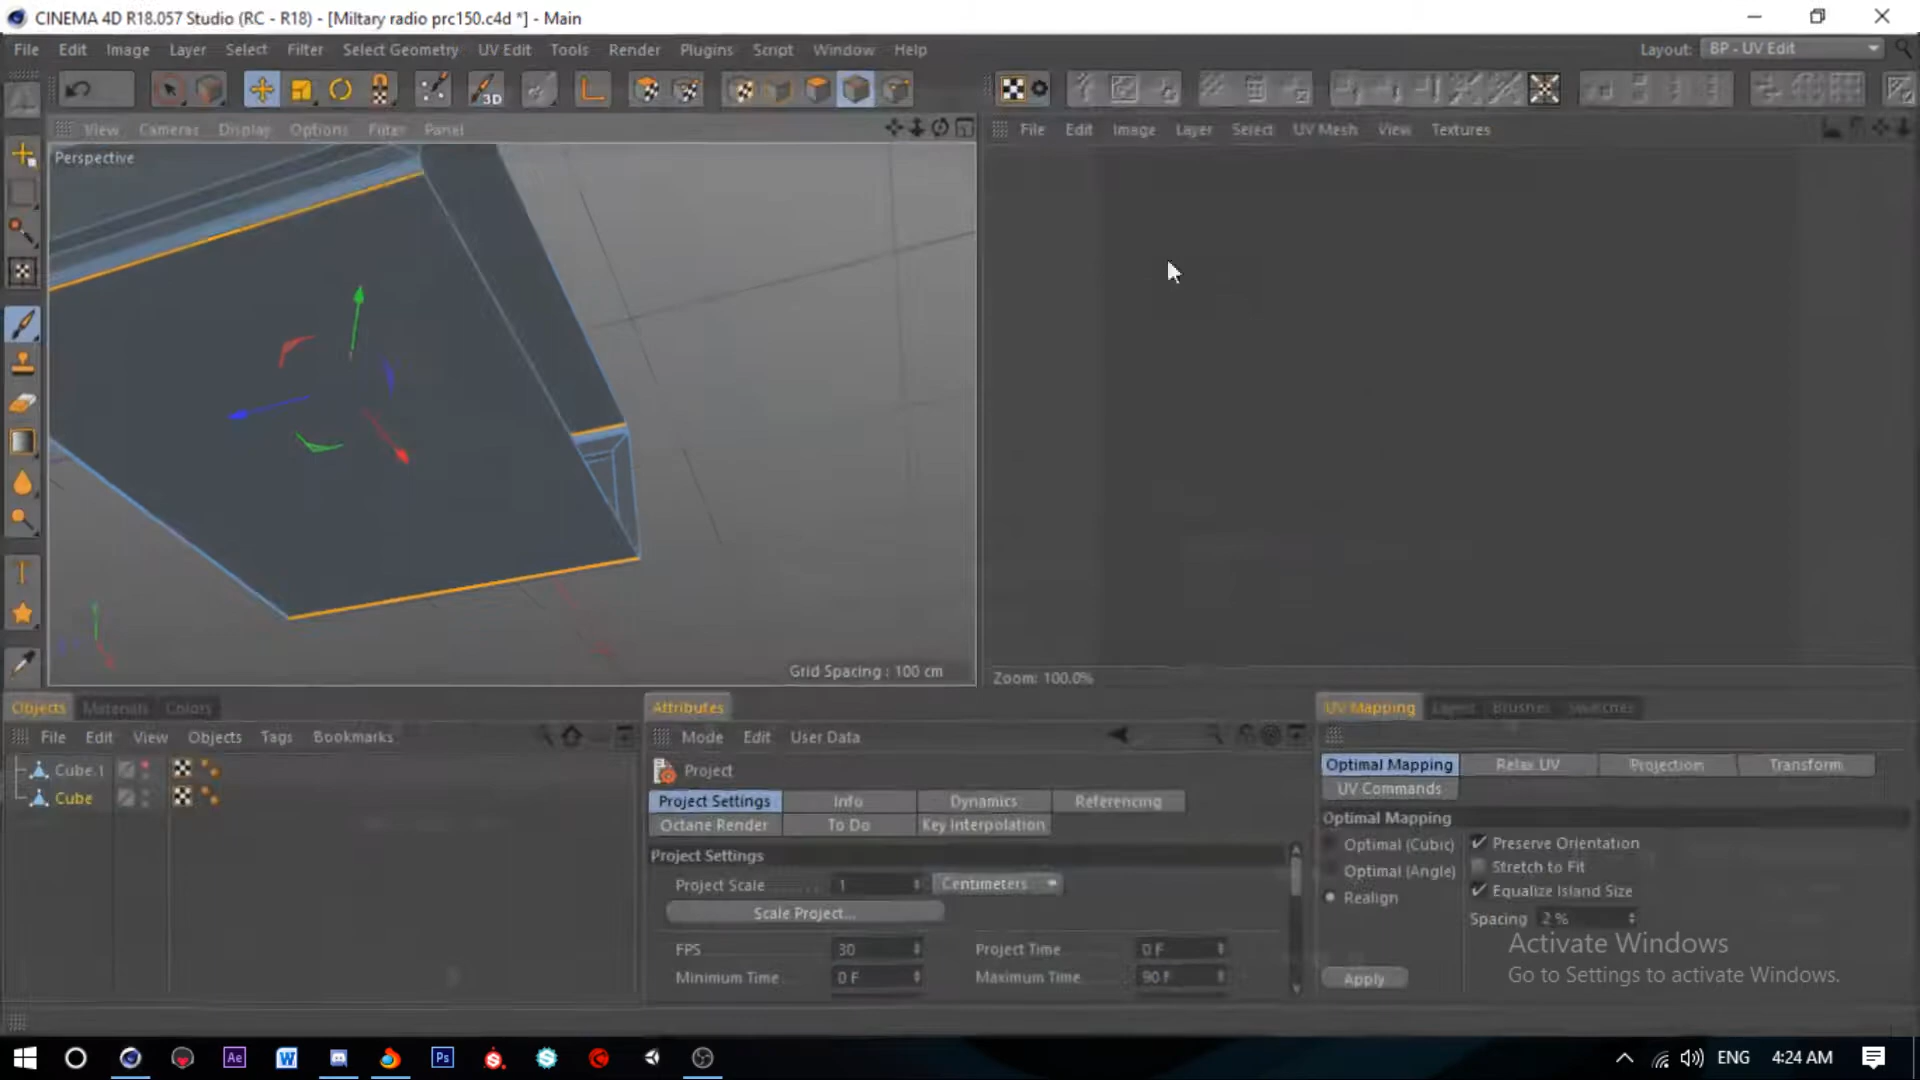 CINEMA 4D R18.057 Studio (RC - R18) - [Miltary radio prc150.c4d *] - Main
File Edit Image Layer Select Filter Select Geometry UV Edit Tools Render Plugins Script Window Help
Layout: BP - UV Edit
3D
View Cameras Display Options Filter Panel
File Edit Image Layer Select UV Mesh View Textures
Perspective
Grid Spacing : 100 cm
Zoom: 100.0%
Objects Materials Colors
Attributes
UV Mapping Layers Brushes Swatches
File Edit View Objects Tags Bookmarks
Mode Edit User Data
Cube.1
Cube
Project
Project Settings Info Dynamics Referencing
Octane Render To Do Key Interpolation
Project Settings
Project Scale 1 Centimeters
Scale Project...
FPS 30 Project Time 0 F
Minimum Time 0 F Maximum Time 90 F
Optimal Mapping Relax UV Projection Transform
UV Commands
Optimal Mapping
Optimal (Cubic) Preserve Orientation
Optimal (Angle) Stretch to Fit
Realign Equalize Island Size
Spacing 2 %
Apply
Activate Windows
Go to Settings to activate Windows.
Ae W Ps ENG 4:24 AM